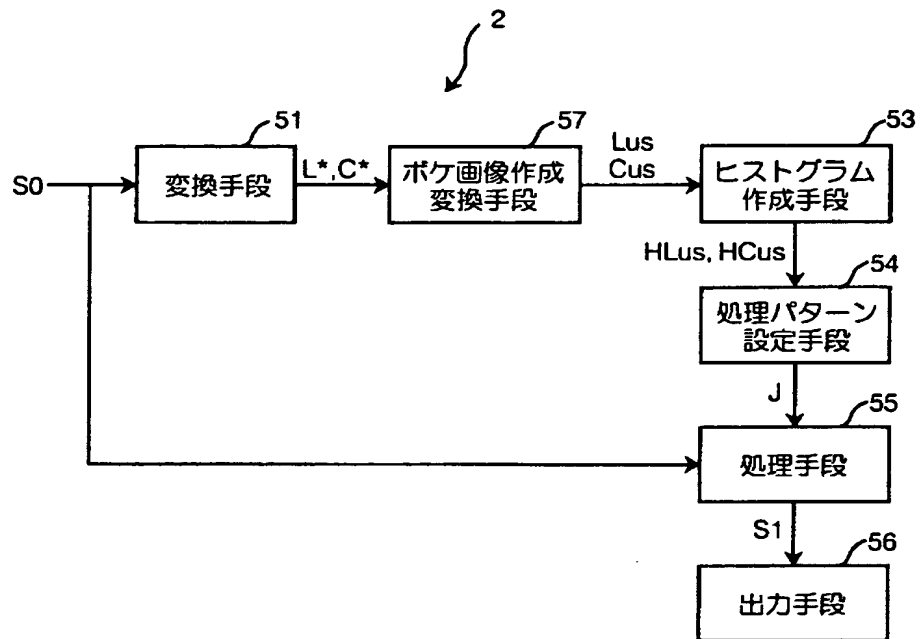 2
51
57
53
S0
変換手段
L*,C*
ボケ画像作成
変換手段
Lus
Cus
ヒストグラム
作成手段
HLus, HCus
54
処理パターン
設定手段
J
55
処理手段
S1
56
出力手段